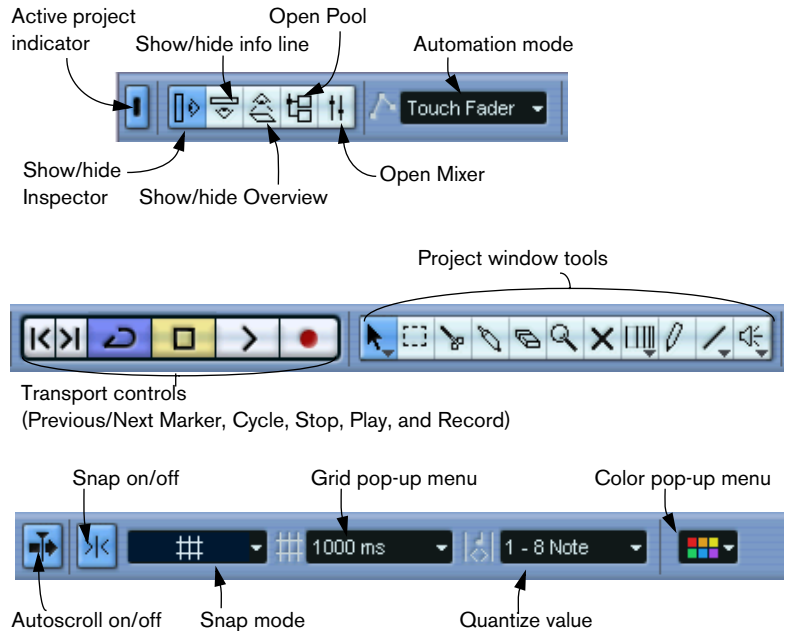 Active project
indicator
Show/hide info line
Open Pool
Automation mode
Touch Fader
Show/hide
Inspector
Show/hide Overview
Open Mixer
Project window tools
Transport controls
(Previous/Next Marker, Cycle, Stop, Play, and Record)
Snap on/off
Grid pop-up menu
Color pop-up menu
1000 ms
1 - 8 Note
Autoscroll on/off
Snap mode
Quantize value